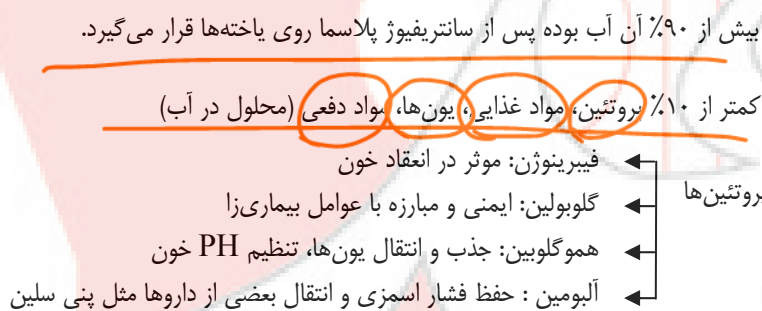 بیش از ۹۰٪ آن آب بوده پس از سانتریفیوژ پلاسما روی یاخته‌ها قرار می‌گیرد.
کمتر از ۱۰٪ پروتئین، مواد غذایی، یون‌ها، مواد دفعی (محلول در آب)
فیبرینوژن: موثر در انعقاد خون
گلوبولین: ایمنی و مبارزه با عوامل بیماری‌زا
پروتئین‌ها
هموگلوبین: جذب و انتقال یون‌ها، تنظیم PH خون
آلبومین : حفظ فشار اسمزی و انتقال بعضی از داروها مثل پنی سلین